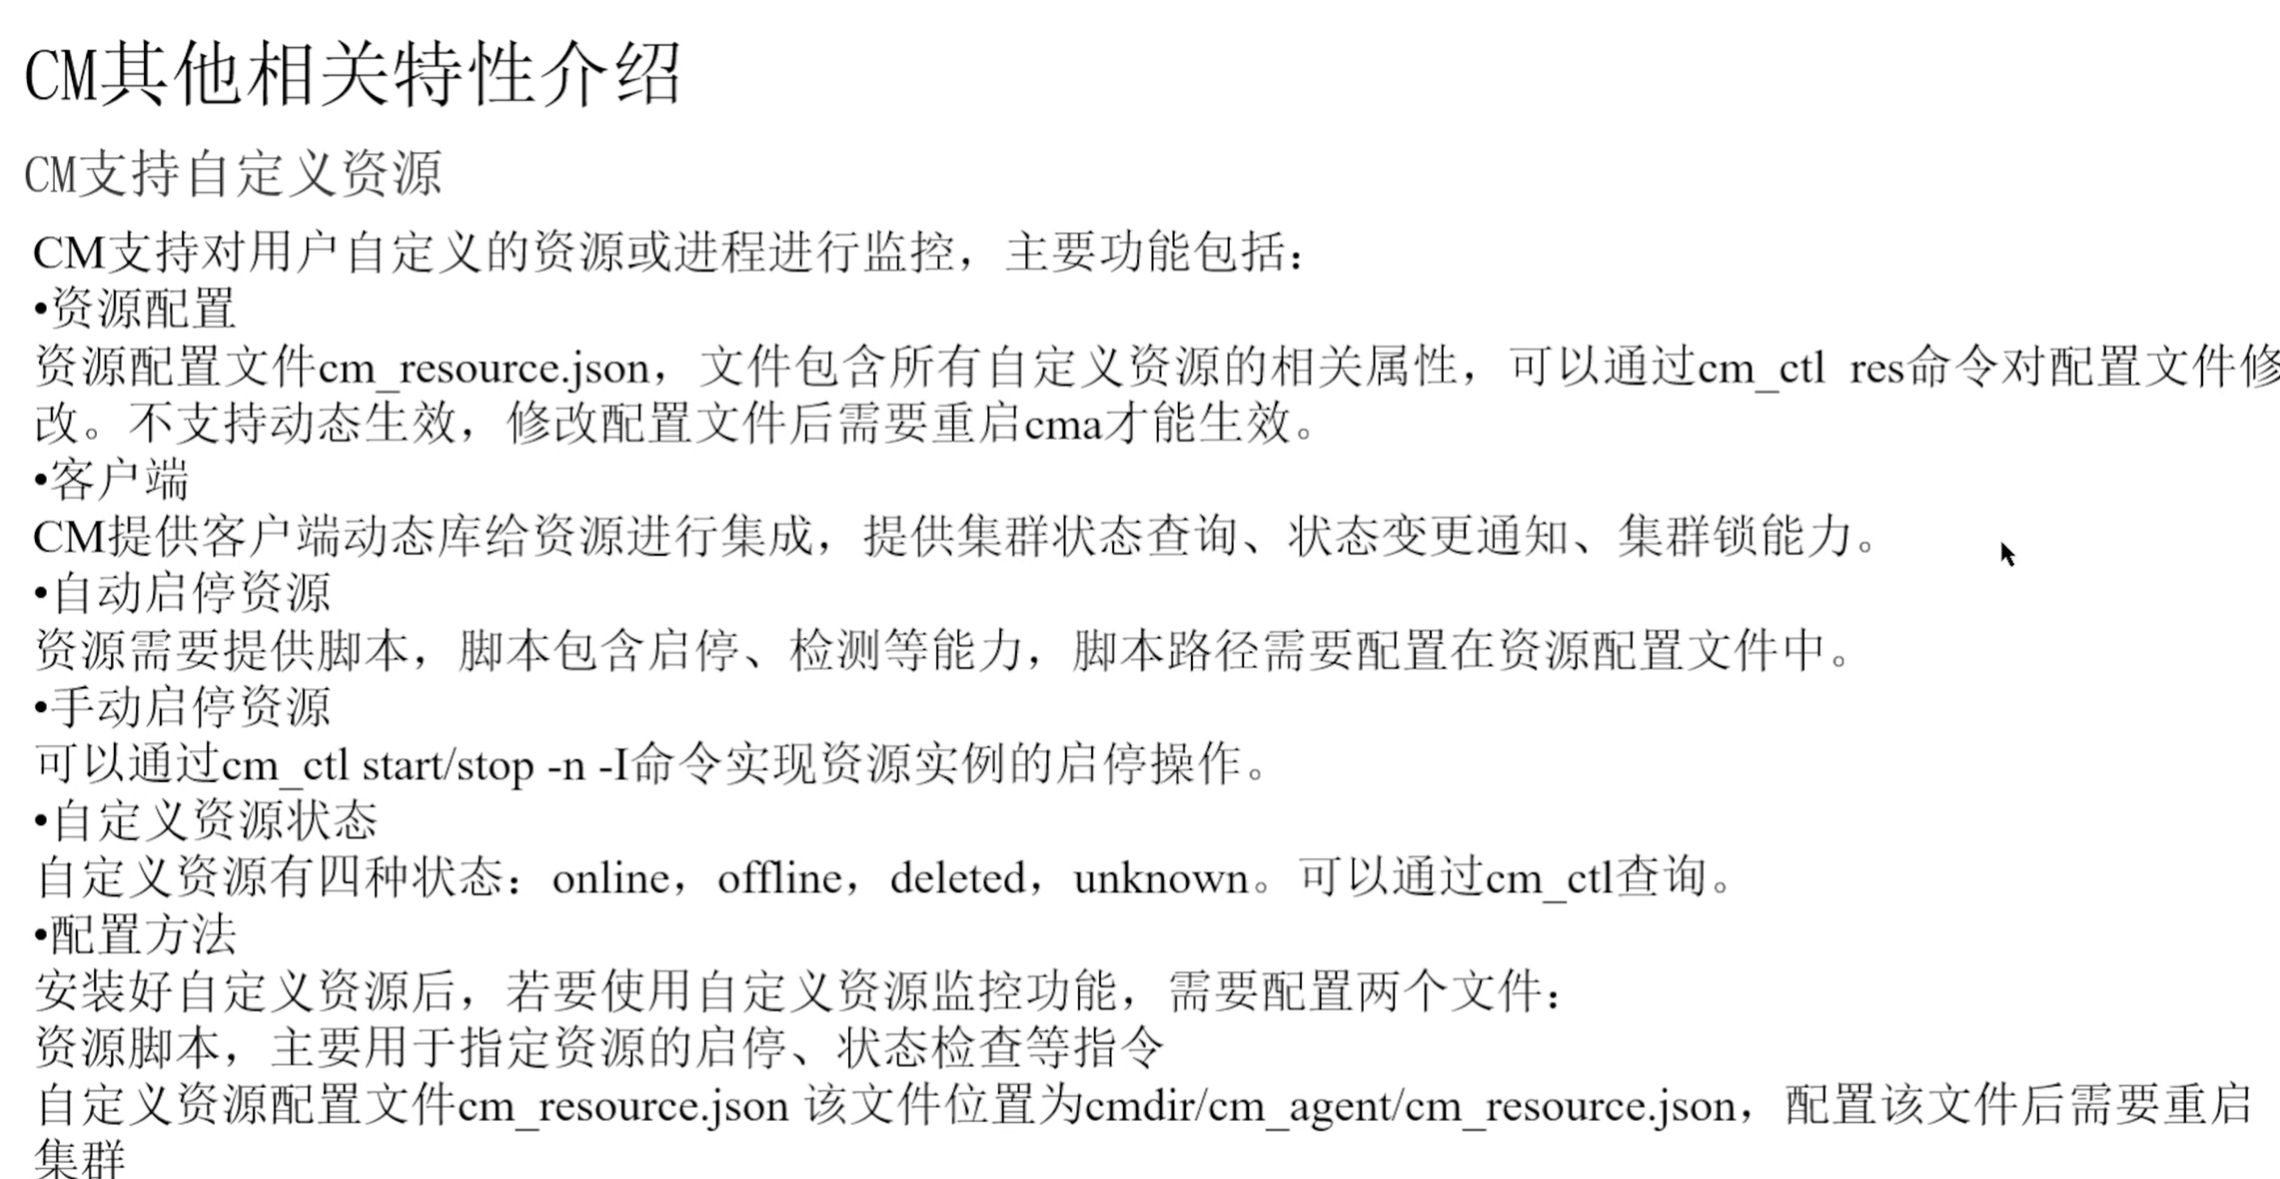 CM其他相关特性介绍
CM支持自定义资源
CM支持对用户自定义的资源或进程进行监控，主要功能包括：
•资源配置
资源配置文件cm_resource.json，文件包含所有自定义资源的相关属性，可以通过cm_ctl  res命令对配置文件修
改。不支持动态生效，修改配置文件后需要重启cma才能生效。
•客户端
CM提供客户端动态库给资源进行集成，提供集群状态查询、状态变更通知、集群锁能力。
•自动启停资源
资源需要提供脚本，脚本包含启停、检测等能力，脚本路径需要配置在资源配置文件中。
•手动启停资源
可以通过cm_ctl start/stop -n -I命令实现资源实例的启停操作。
•自定义资源状态
自定义资源有四种状态：online，offline，deleted，unknown。可以通过cm_ctl查询。
•配置方法
安装好自定义资源后，若要使用自定义资源监控功能，需要配置两个文件：
资源脚本，主要用于指定资源的启停、状态检查等指令
自定义资源配置文件cm_resource.json 该文件位置为cmdir/cm_agent/cm_resource.json，配置该文件后需要重启
集群